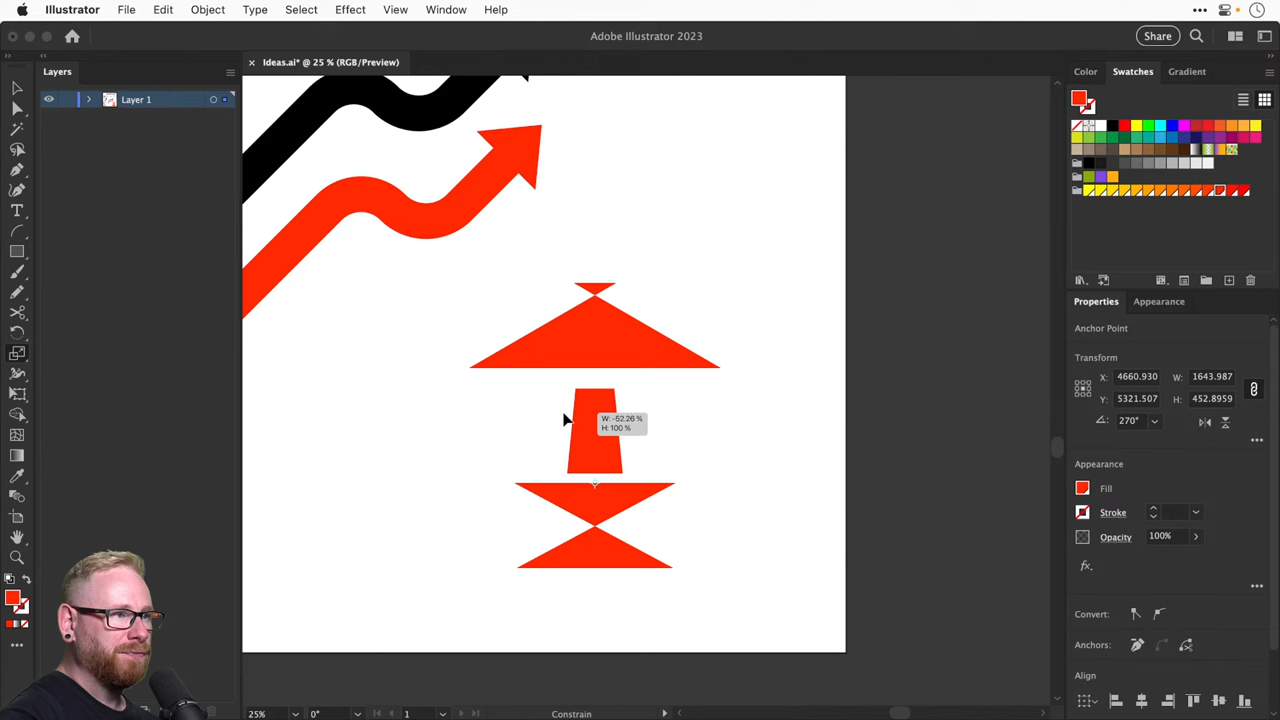 Illustrator File Edit Object Type Select Effect View Window Help
Adobe Illustrator 2023
Share
Layers
Ideas.ai* @ 25 % (RGB/Preview)
Color Swatches Gradient
Layer 1
Properties Appearance
Anchor Point
Transform
X: 4660.930 W: 1643.987
Y: 5321.507 H: 452.8959
270°
W: -52.26 %
H: 100 %
Appearance
Fill
Stroke
Opacity 100%
fx.
Convert:
Anchors:
Align
25% 0° 1 Constrain